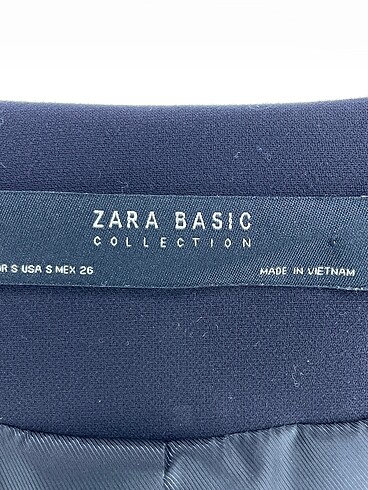 ZARA BASIC
COLLECTION
S USA S MEX 26
MADE IN VIETNAM